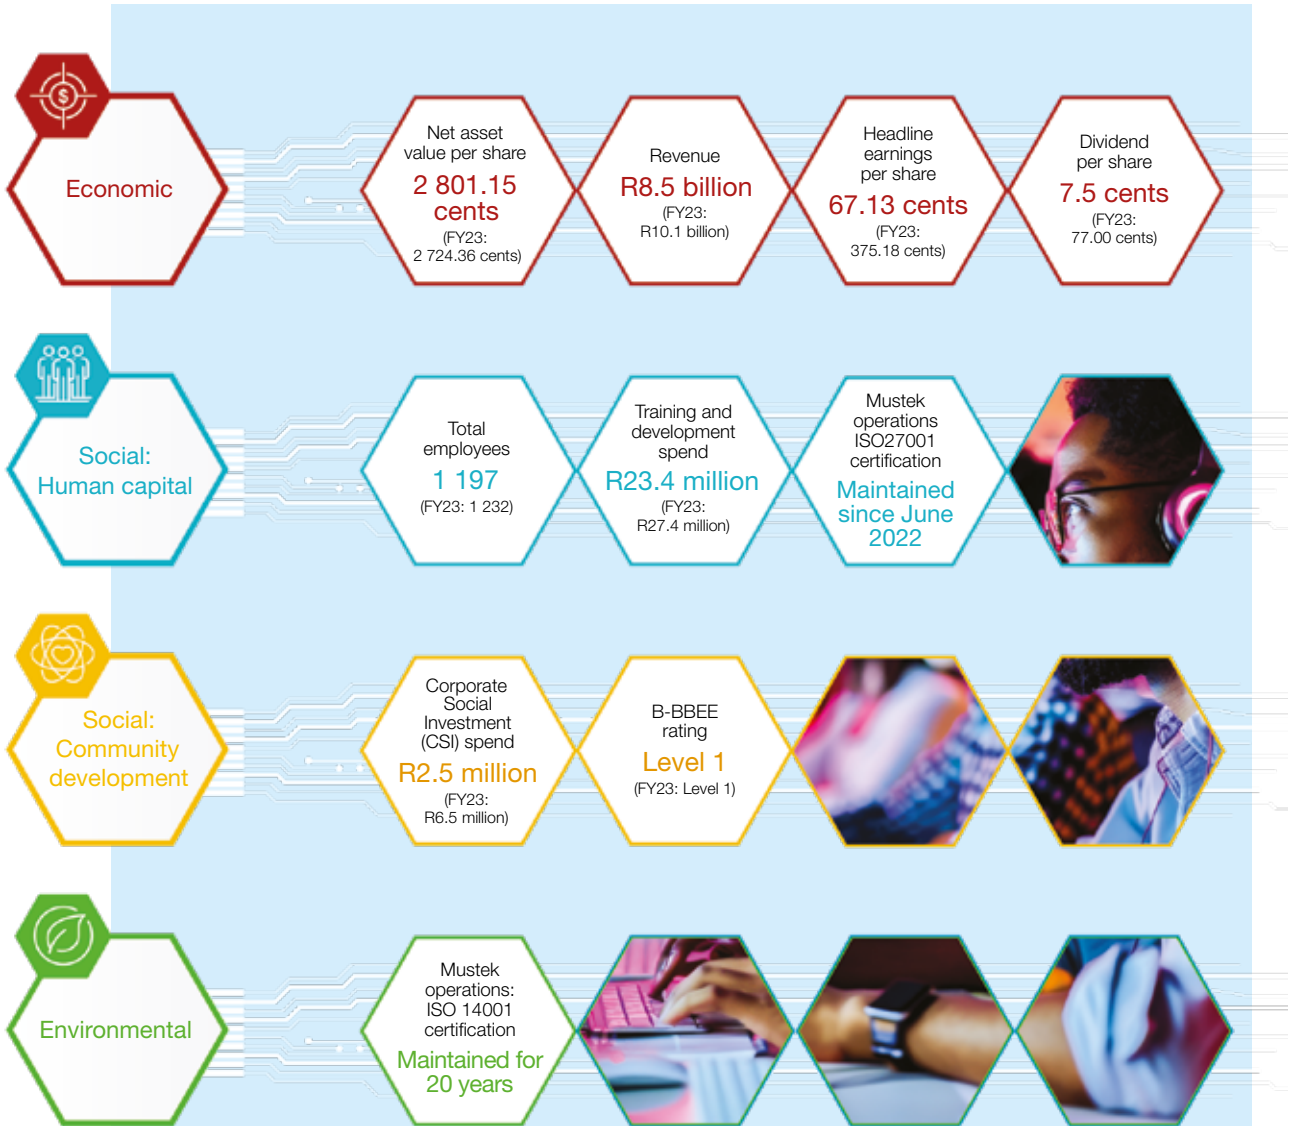 Economic
Net asset
value per share
2 801.15
cents
(FY23:
2 724.36 cents)
Revenue
R8.5 billion
(FY23:
R10.1 billion)
Headline
earnings
per share
67.13 cents
(FY23:
375.18 cents)
Dividend
per share
7.5 cents
(FY23:
77.00 cents)
Social:
Human capital
Total
employees
1 197
(FY23: 1 232)
Training and
development
spend
R23.4 million
(FY23:
R27.4 million)
Mustek
operations
ISO27001
certification
Maintained
since June
2022
Social:
Community
development
Corporate
Social
Investment
(CSI) spend
R2.5 million
(FY23:
R6.5 million)
B-BBEE
rating
Level 1
(FY23: Level 1)
Environmental
Mustek
operations:
ISO 14001
certification
Maintained for
20 years